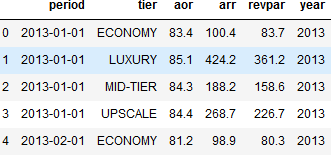 period tier aor arr revpar year
0 2013-01-01 ECONOMY 83.4 100.4 83.7 2013
1 2013-01-01 LUXURY 85.1 424.2 361.2 2013
2 2013-01-01 MID-TIER 84.3 188.2 158.6 2013
3 2013-01-01 UPSCALE 84.4 268.7 226.7 2013
4 2013-02-01 ECONOMY 81.2 98.9 80.3 2013